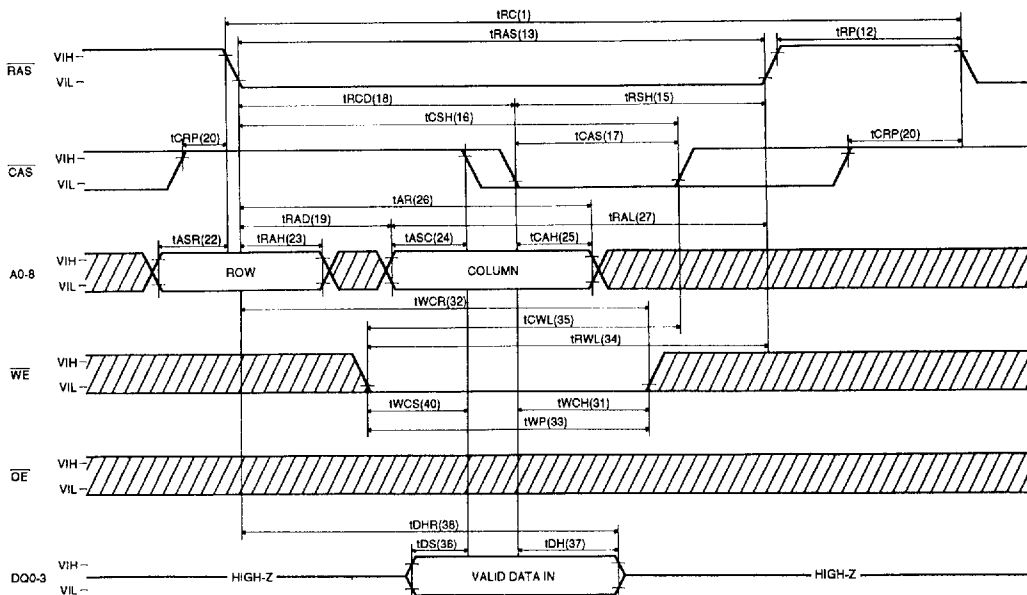 tRC(1)
tRAS(13) tRP(12)
RAS VIH VIL
tRCD(18) tRSH(15)
tCSH(16)
tCRP(20) tCAS(17) tCRP(20)
CAS VIH VIL
tAR(26)
tRAD(19) tRAL(27)
tASR(22) tRAH(23) tASC(24) tCAH(25)
A0-8 VIH VIL ROW COLUMN
tWCR(32)
tCWL(35)
tRWL(34)
WE VIH VIL
tWCS(40) tWCH(31)
tWP(33)
OE VIH VIL
tDHR(38)
tDS(36) tDH(37)
DQ0-3 VIH VIL HIGH-Z VALID DATA IN HIGH-Z